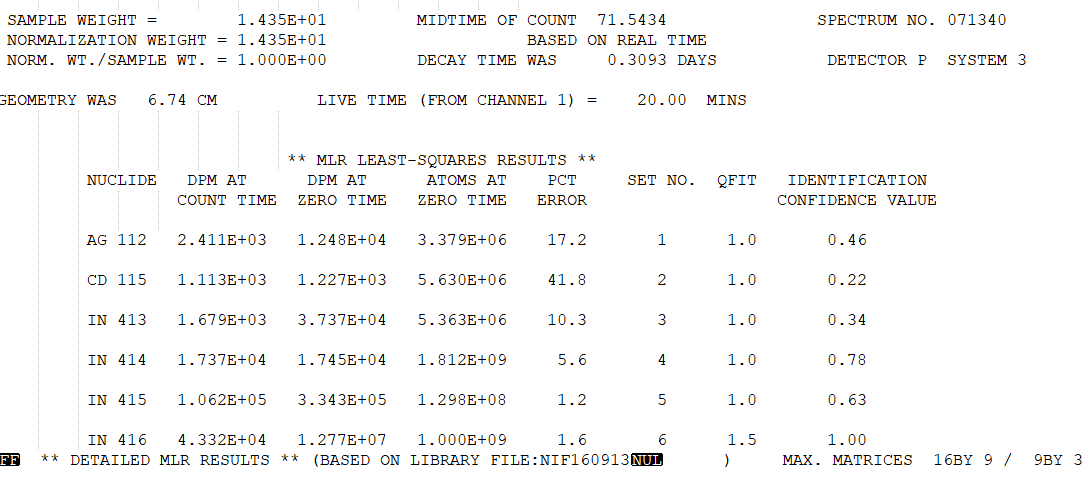 SAMPLE WEIGHT = 1.435E+01 MIDTIME OF COUNT 71.5434 SPECTRUM NO. 071340
NORMALIZATION WEIGHT = 1.435E+01 BASED ON REAL TIME
NORM. WT./SAMPLE WT. = 1.000E+00 DECAY TIME WAS 0.3093 DAYS DETECTOR P SYSTEM 3
GEOMETRY WAS 6.74 CM LIVE TIME (FROM CHANNEL 1) = 20.00 MINS
** MLR LEAST-SQUARES RESULTS **
NUCLIDE DPM AT DPM AT ATOMS AT PCT SET NO. QFIT IDENTIFICATION
COUNT TIME ZERO TIME ZERO TIME ERROR CONFIDENCE VALUE
AG 112 2.411E+03 1.248E+04 3.379E+06 17.2 1 1.0 0.46
CD 115 1.113E+03 1.227E+03 5.630E+06 41.8 2 1.0 0.22
IN 413 1.679E+03 3.737E+04 5.363E+06 10.3 3 1.0 0.34
IN 414 1.737E+04 1.745E+04 1.812E+09 5.6 4 1.0 0.78
IN 415 1.062E+05 3.343E+05 1.298E+08 1.2 5 1.0 0.63
IN 416 4.332E+04 1.277E+07 1.000E+09 1.6 6 1.5 1.00
FF ** DETAILED MLR RESULTS ** (BASED ON LIBRARY FILE:NIF160913NUL ) MAX. MATRICES 16BY 9 / 9BY 3